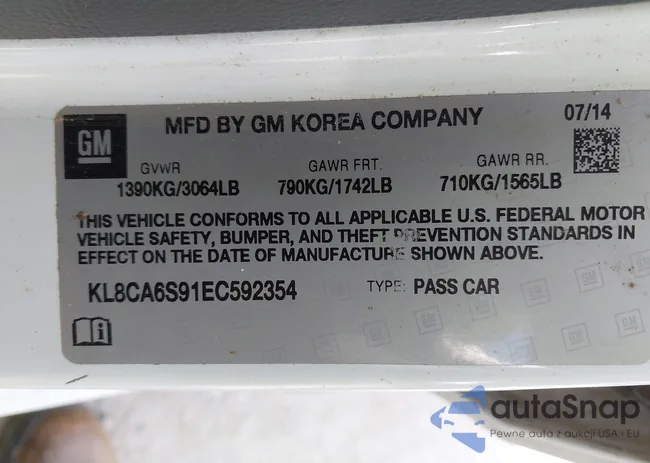 GM
MFD BY GM KOREA COMPANY
07/14
GVWR
GAWR FRT.
GAWR RR.
1390KG/3064LB
790KG/1742LB
710KG/1565LB
THIS VEHICLE CONFORMS TO ALL APPLICABLE U.S. FEDERAL MOTOR
VEHICLE SAFETY, BUMPER, AND THEFT PREVENTION STANDARDS IN
EFFECT ON THE DATE OF MANUFACTURE SHOWN ABOVE.
KL8CA6S91EC592354
TYPE: PASS CAR
autaSnap
Pewne auta z aukcji USA i EU